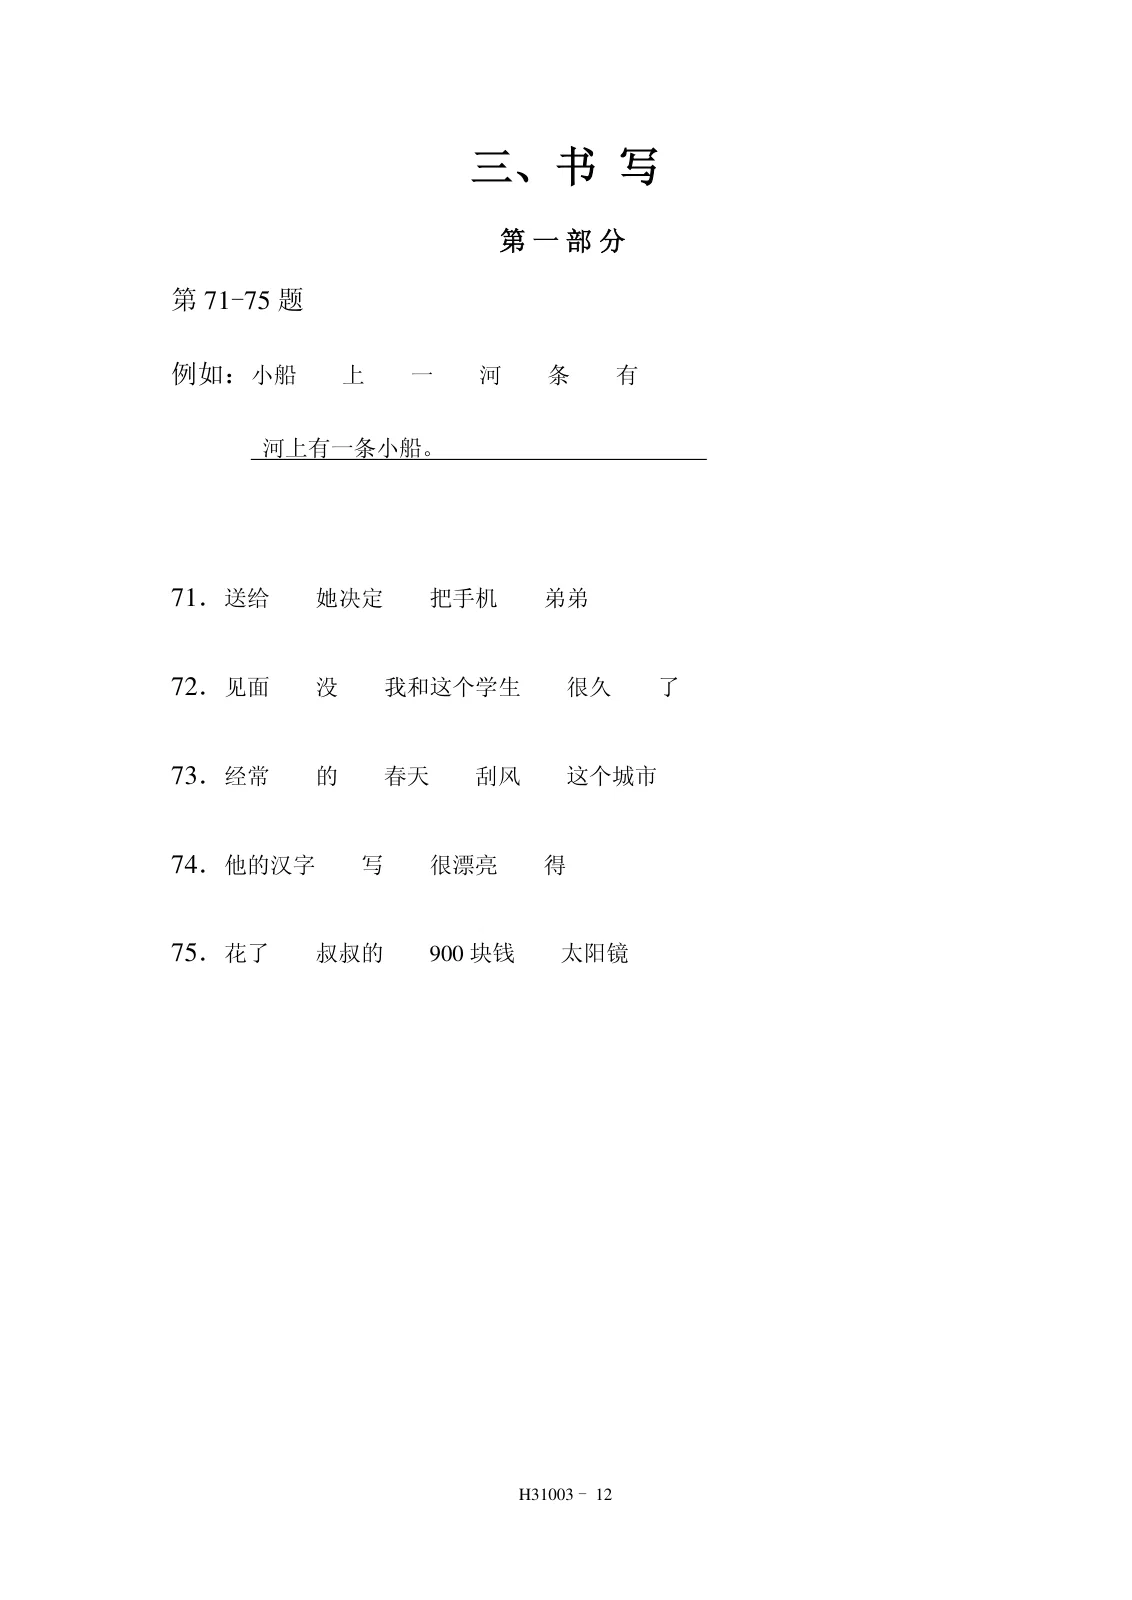 三、书 写
第 一 部 分
第 71-75 题
例如：小船 上 一 河 条 有
河上有一条小船。
71．送给 她决定 把手机 弟弟
72．见面 没 我和这个学生 很久 了
73．经常 的 春天 刮风 这个城市
74．他的汉字 写 很漂亮 得
75．花了 叔叔的 900 块钱 太阳镜
H31003－ 12